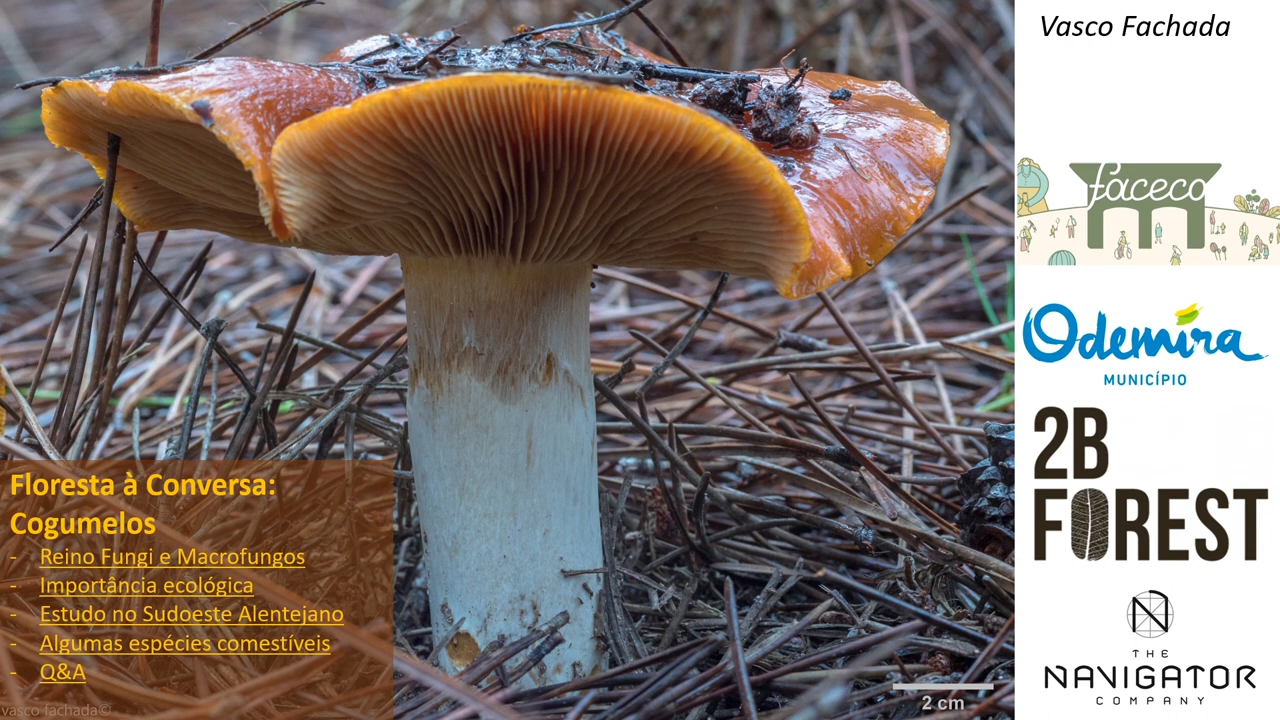 Vasco Fachada
faceco
Odemira
MUNICÍPIO
2B
FOREST
THE
NAVIGATOR
COMPANY
Floresta à Conversa:
Cogumelos
- Reino Fungi e Macrofungos
- Importância ecológica
- Estudo no Sudoeste Alentejano
- Algumas espécies comestíveis
- Q&A
vasco fachada©
2 cm